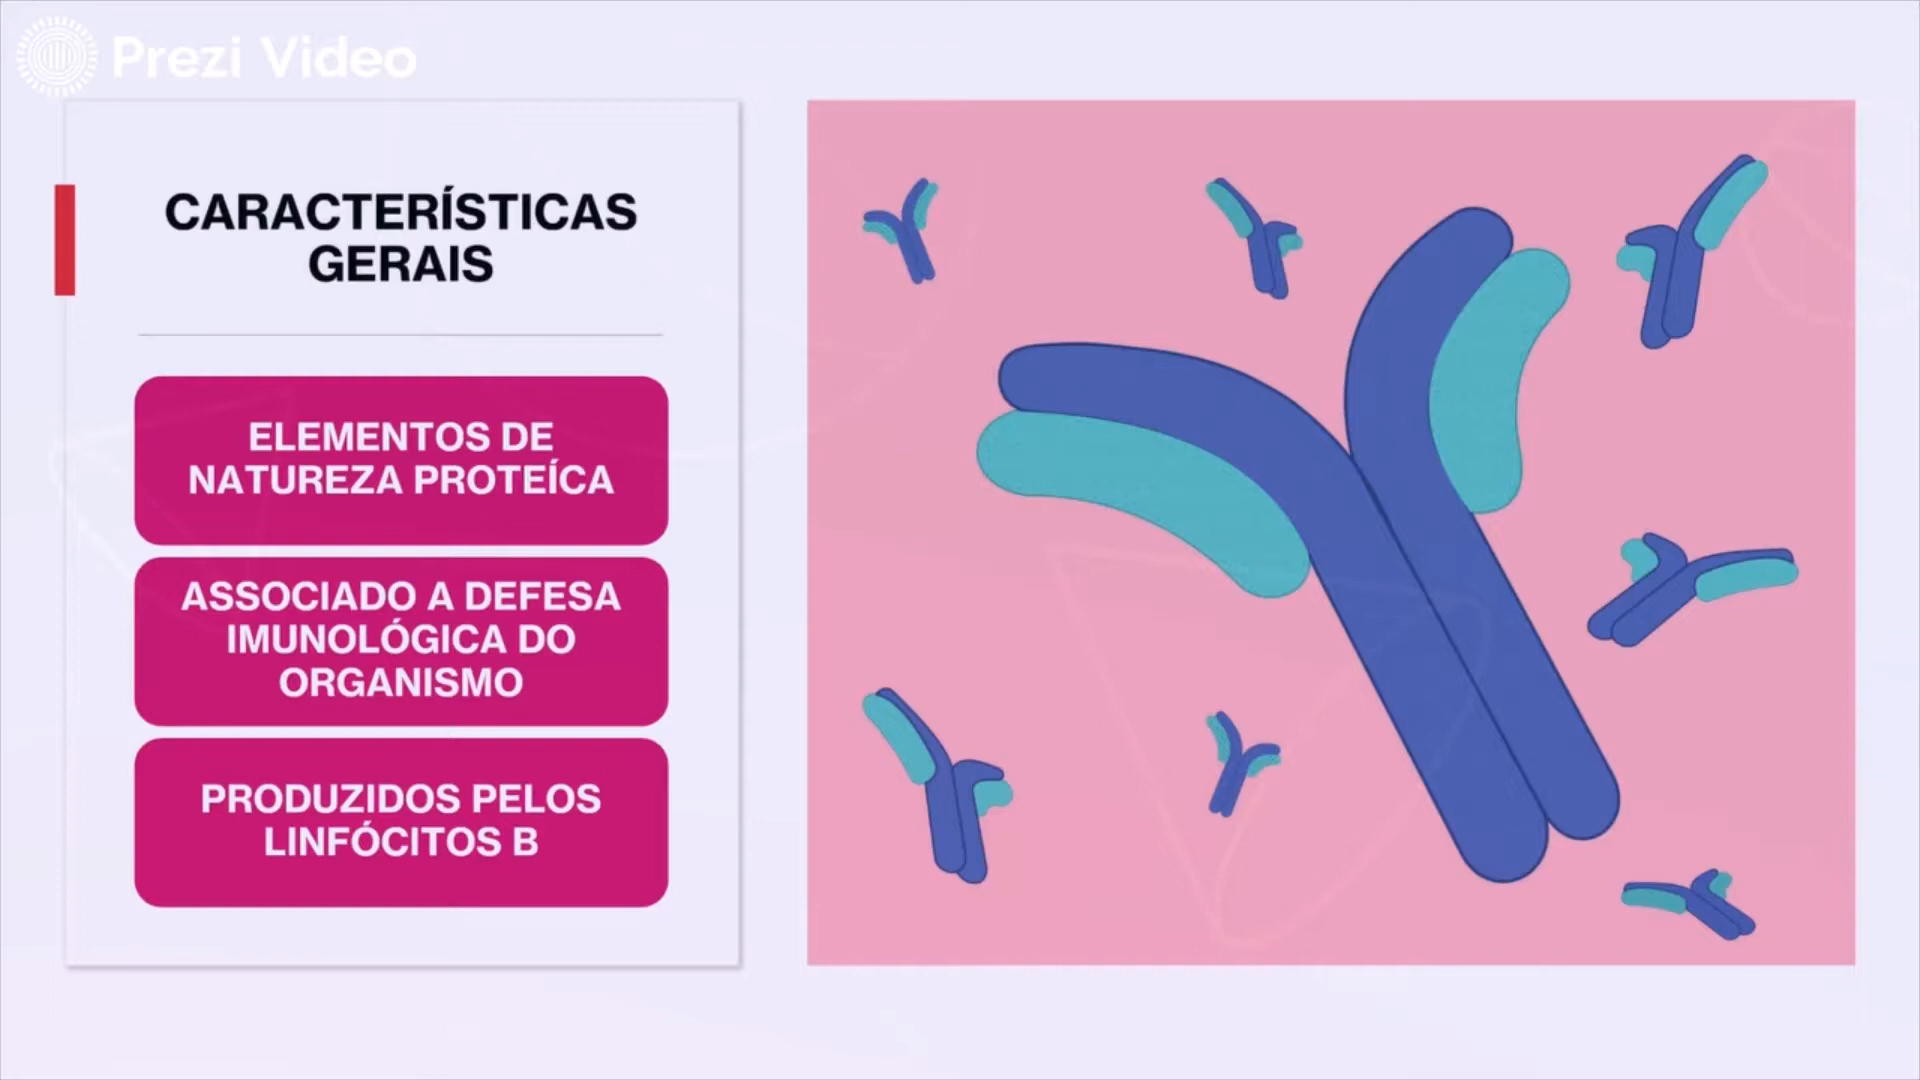 Prezi Video
CARACTERÍSTICAS
GERAIS
ELEMENTOS DE
NATUREZA PROTEÍCA
ASSOCIADO A DEFESA
IMUNOLÓGICA DO
ORGANISMO
PRODUZIDOS PELOS
LINFÓCITOS B